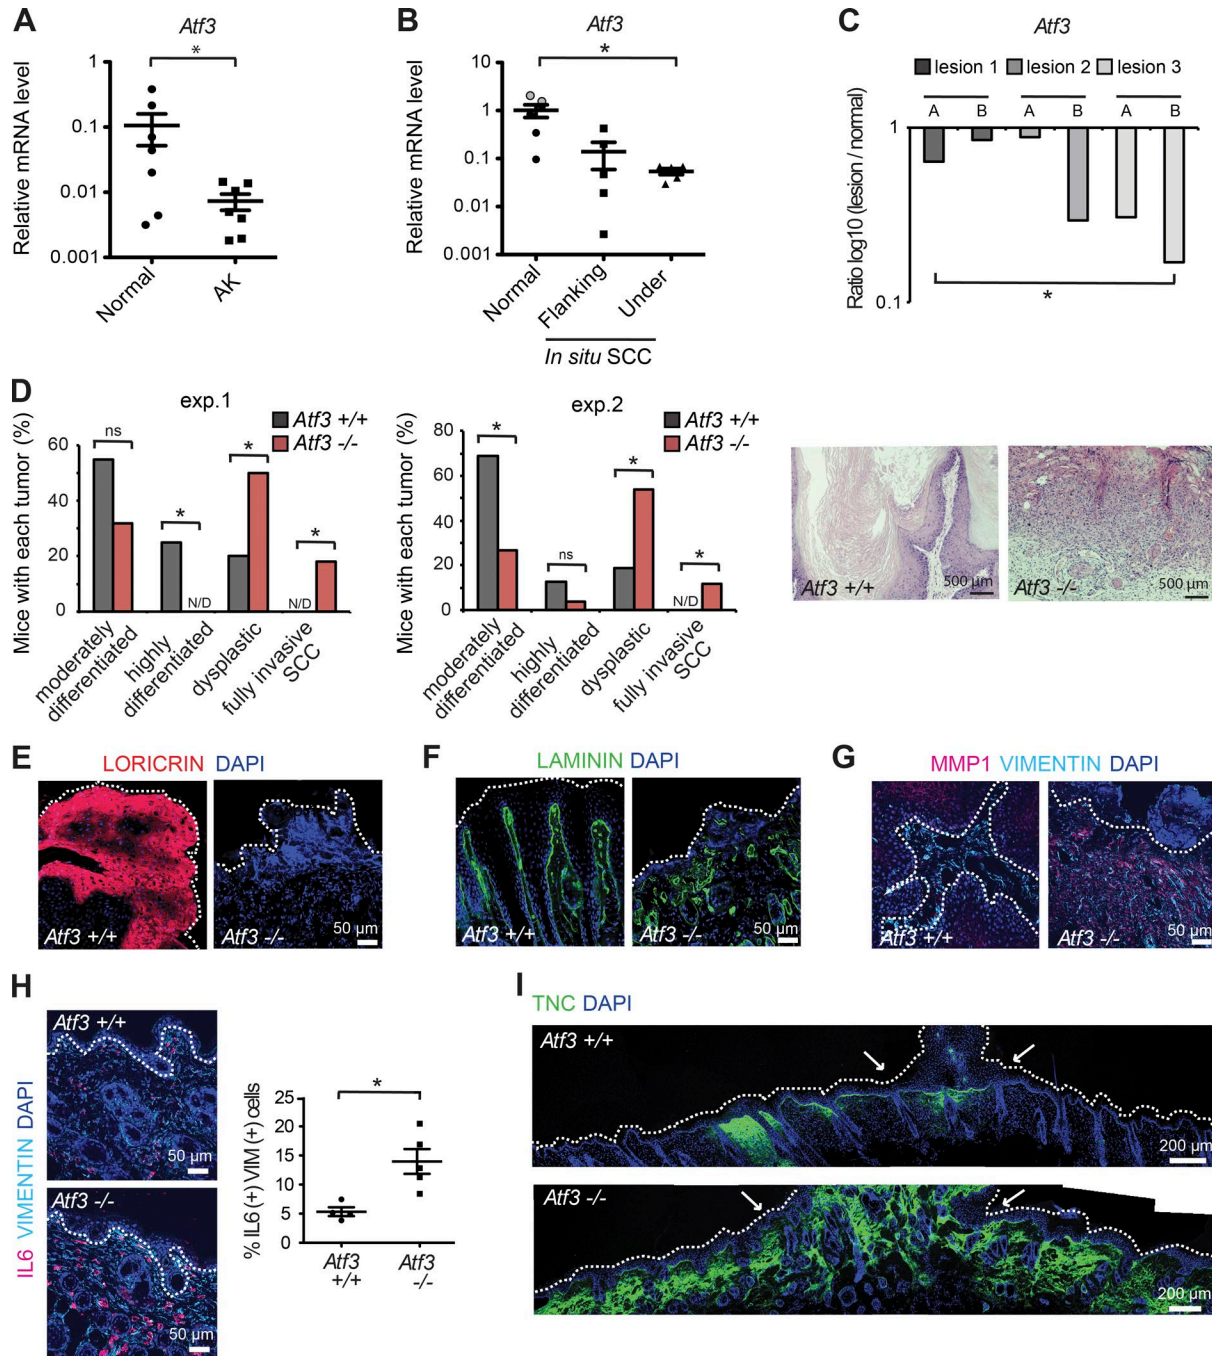 A
Atf3
*
Relative mRNA level
1
0.1
0.01
0.001
Normal
AK
B
Atf3
*
Relative mRNA level
10
1
0.1
0.01
0.001
Normal
Flanking
Under
In situ SCC
C
Atf3
lesion 1 lesion 2 lesion 3
A B A B A B
Ratio log10 (lesion / normal)
1
0.1
*
D
exp.1
Atf3 +/+
Atf3 -/-
Mice with each tumor (%)
60
40
20
0
ns
*
*
*
N/D
N/D
moderately differentiated
highly differentiated
dysplastic
fully invasive SCC
exp.2
Atf3 +/+
Atf3 -/-
Mice with each tumor (%)
80
60
40
20
0
*
ns
*
*
N/D
moderately differentiated
highly differentiated
dysplastic
fully invasive SCC
Atf3 +/+
500 µm
Atf3 -/-
500 µm
E
LORICRIN DAPI
Atf3 +/+
Atf3 -/-
50 µm
F
LAMININ DAPI
Atf3 +/+
Atf3 -/-
50 µm
G
MMP1 VIMENTIN DAPI
Atf3 +/+
Atf3 -/-
50 µm
H
IL6 VIMENTIN DAPI
Atf3 +/+
50 µm
Atf3 -/-
50 µm
% IL6 (+) VIM (+) cells
25
20
15
10
5
0
*
Atf3 +/+
Atf3 -/-
I
TNC DAPI
Atf3 +/+
200 µm
Atf3 -/-
200 µm